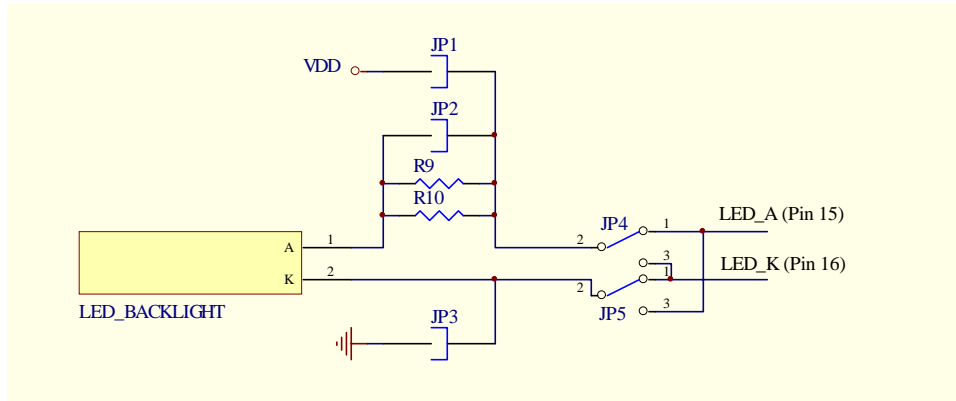 JP1
VDD
JP2
R9
R10
LED_A (Pin 15)
JP4
1
2
A
1
3
LED_K (Pin 16)
K
2
1
2
LED_BACKLIGHT
JP5
3
JP3